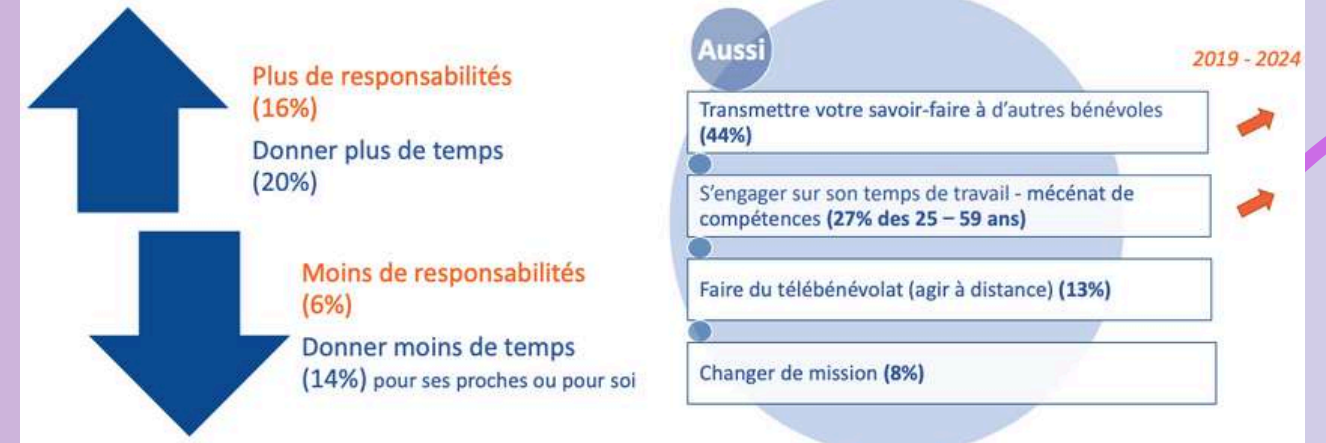 Plus de responsabilités
(16%)
Donner plus de temps
(20%)
Moins de responsabilités
(6%)
Donner moins de temps
(14%) pour ses proches ou pour soi
Aussi
2019 - 2024
Transmettre votre savoir-faire à d'autres bénévoles
(44%)
S'engager sur son temps de travail - mécénat de
compétences (27% des 25 – 59 ans)
Faire du télébénévolat (agir à distance) (13%)
Changer de mission (8%)